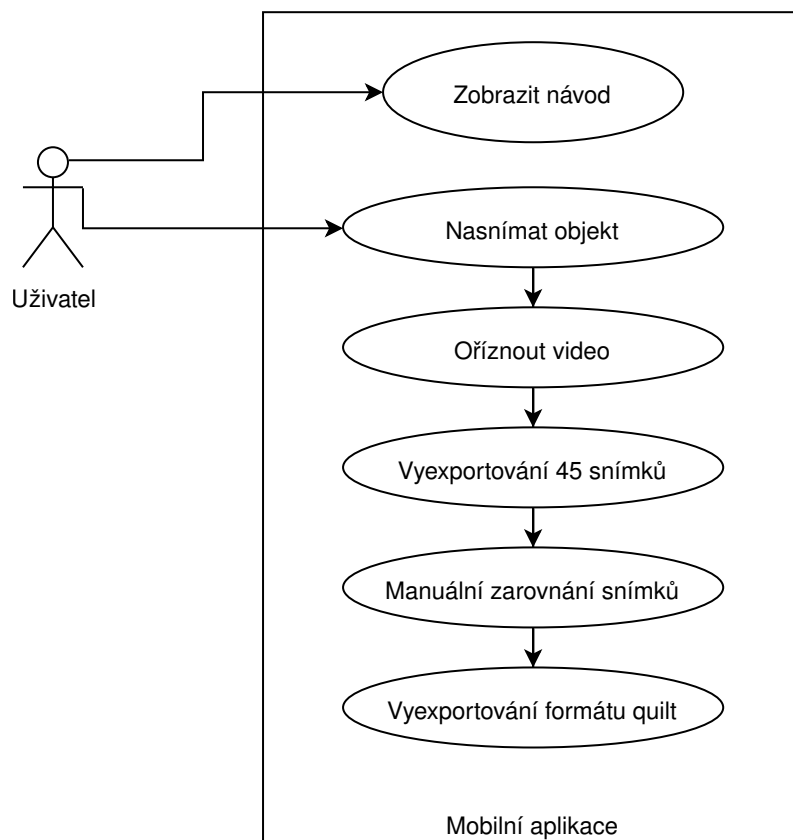 Zobrazit návod
Nasnímat objekt
Uživatel
Oříznout video
Vyexportování 45 snímků
Manuální zarovnání snímků
Vyexportování formátu quilt
Mobilní aplikace